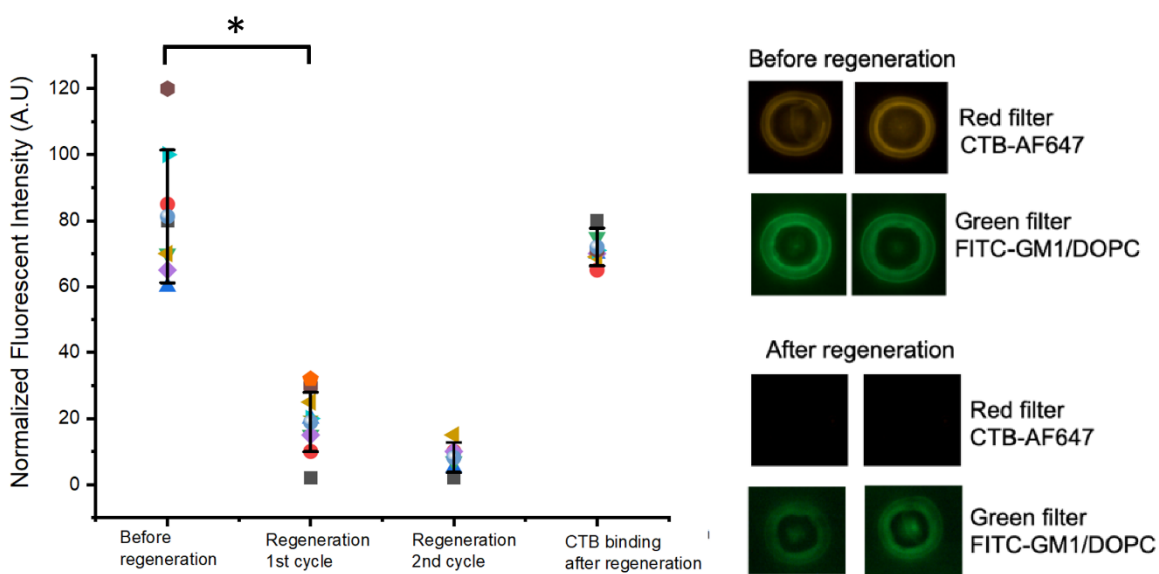 *
Normalized Fluorescent Intensity (A.U)
120
100
80
60
40
20
0
Before
regeneration
Regeneration
1st cycle
Regeneration
2nd cycle
CTB binding
after regeneration
Before regeneration
Red filter
CTB-AF647
Green filter
FITC-GM1/DOPC
After regeneration
Red filter
CTB-AF647
Green filter
FITC-GM1/DOPC